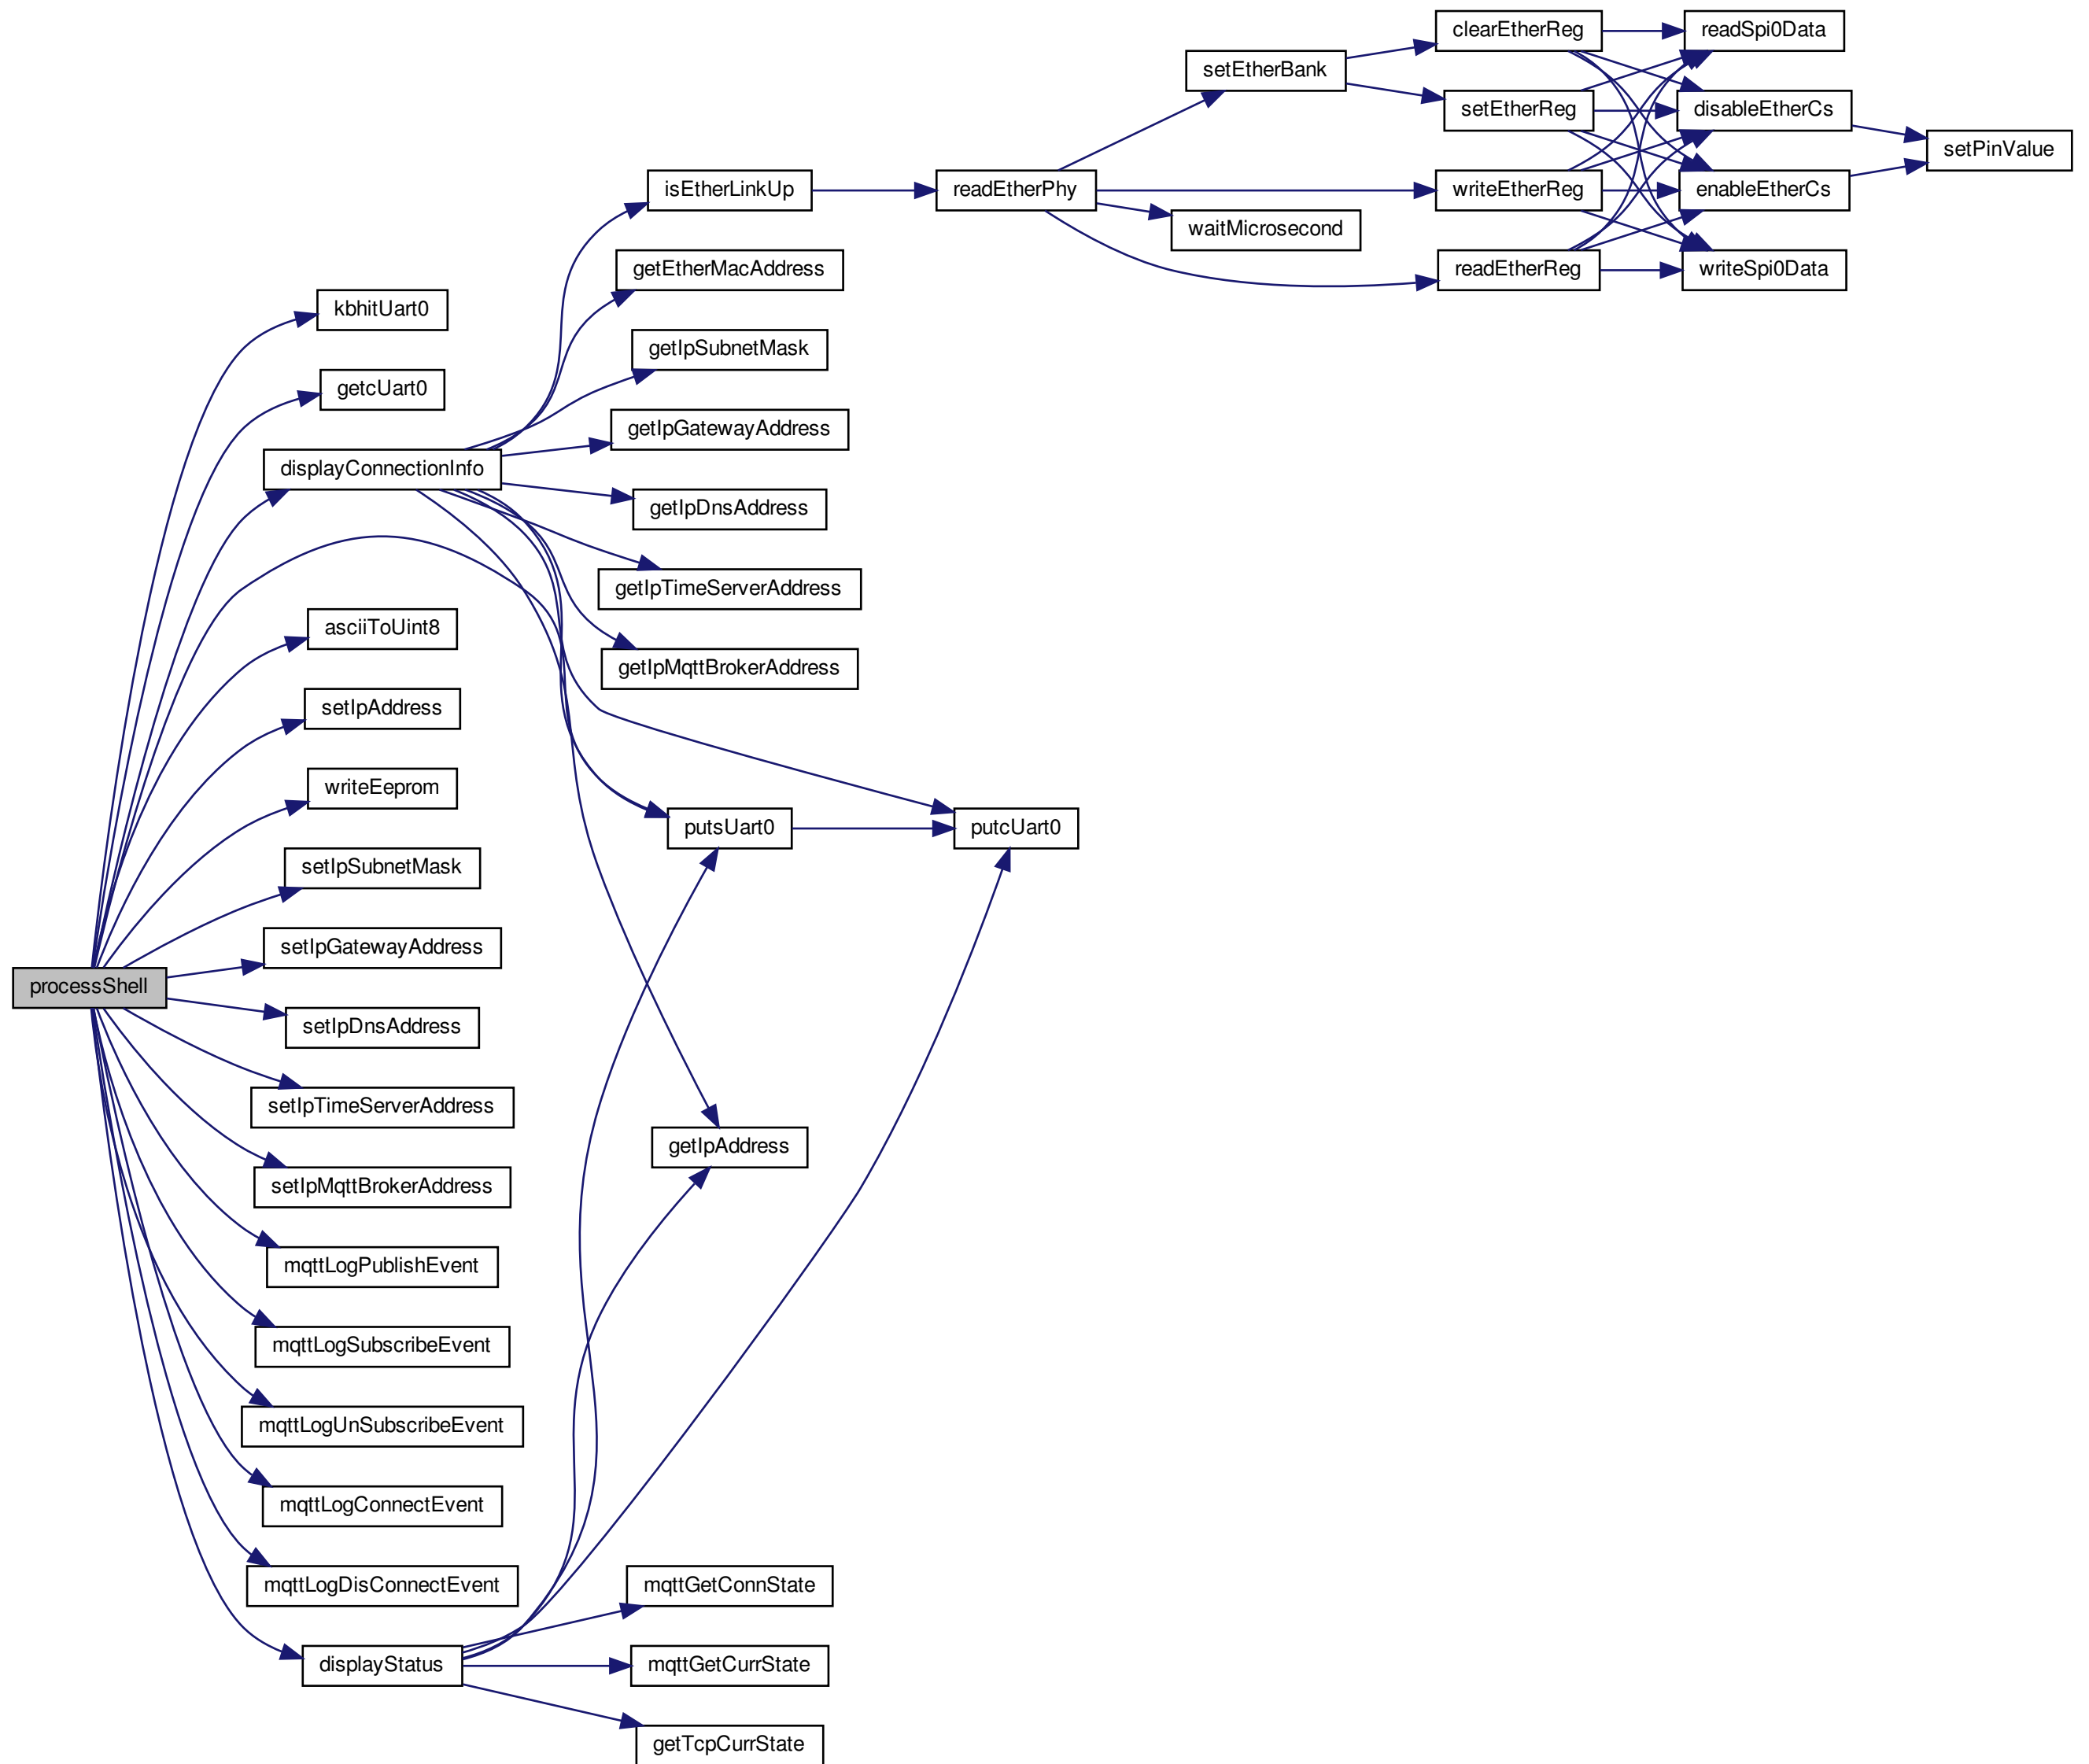 clearEtherReg
readSpi0Data
setEtherBank
setEtherReg
disableEtherCs
setPinValue
isEtherLinkUp
readEtherPhy
writeEtherReg
enableEtherCs
waitMicrosecond
getEtherMacAddress
readEtherReg
writeSpi0Data
kbhitUart0
getIpSubnetMask
getcUart0
getIpGatewayAddress
displayConnectionInfo
getIpDnsAddress
getIpTimeServerAddress
asciiToUint8
getIpMqttBrokerAddress
setIpAddress
writeEeprom
putsUart0
putcUart0
setIpSubnetMask
setIpGatewayAddress
processShell
setIpDnsAddress
setIpTimeServerAddress
getIpAddress
setIpMqttBrokerAddress
mqttLogPublishEvent
mqttLogSubscribeEvent
mqttLogUnSubscribeEvent
mqttLogConnectEvent
mqttLogDisConnectEvent
mqttGetConnState
displayStatus
mqttGetCurrState
getTcpCurrState